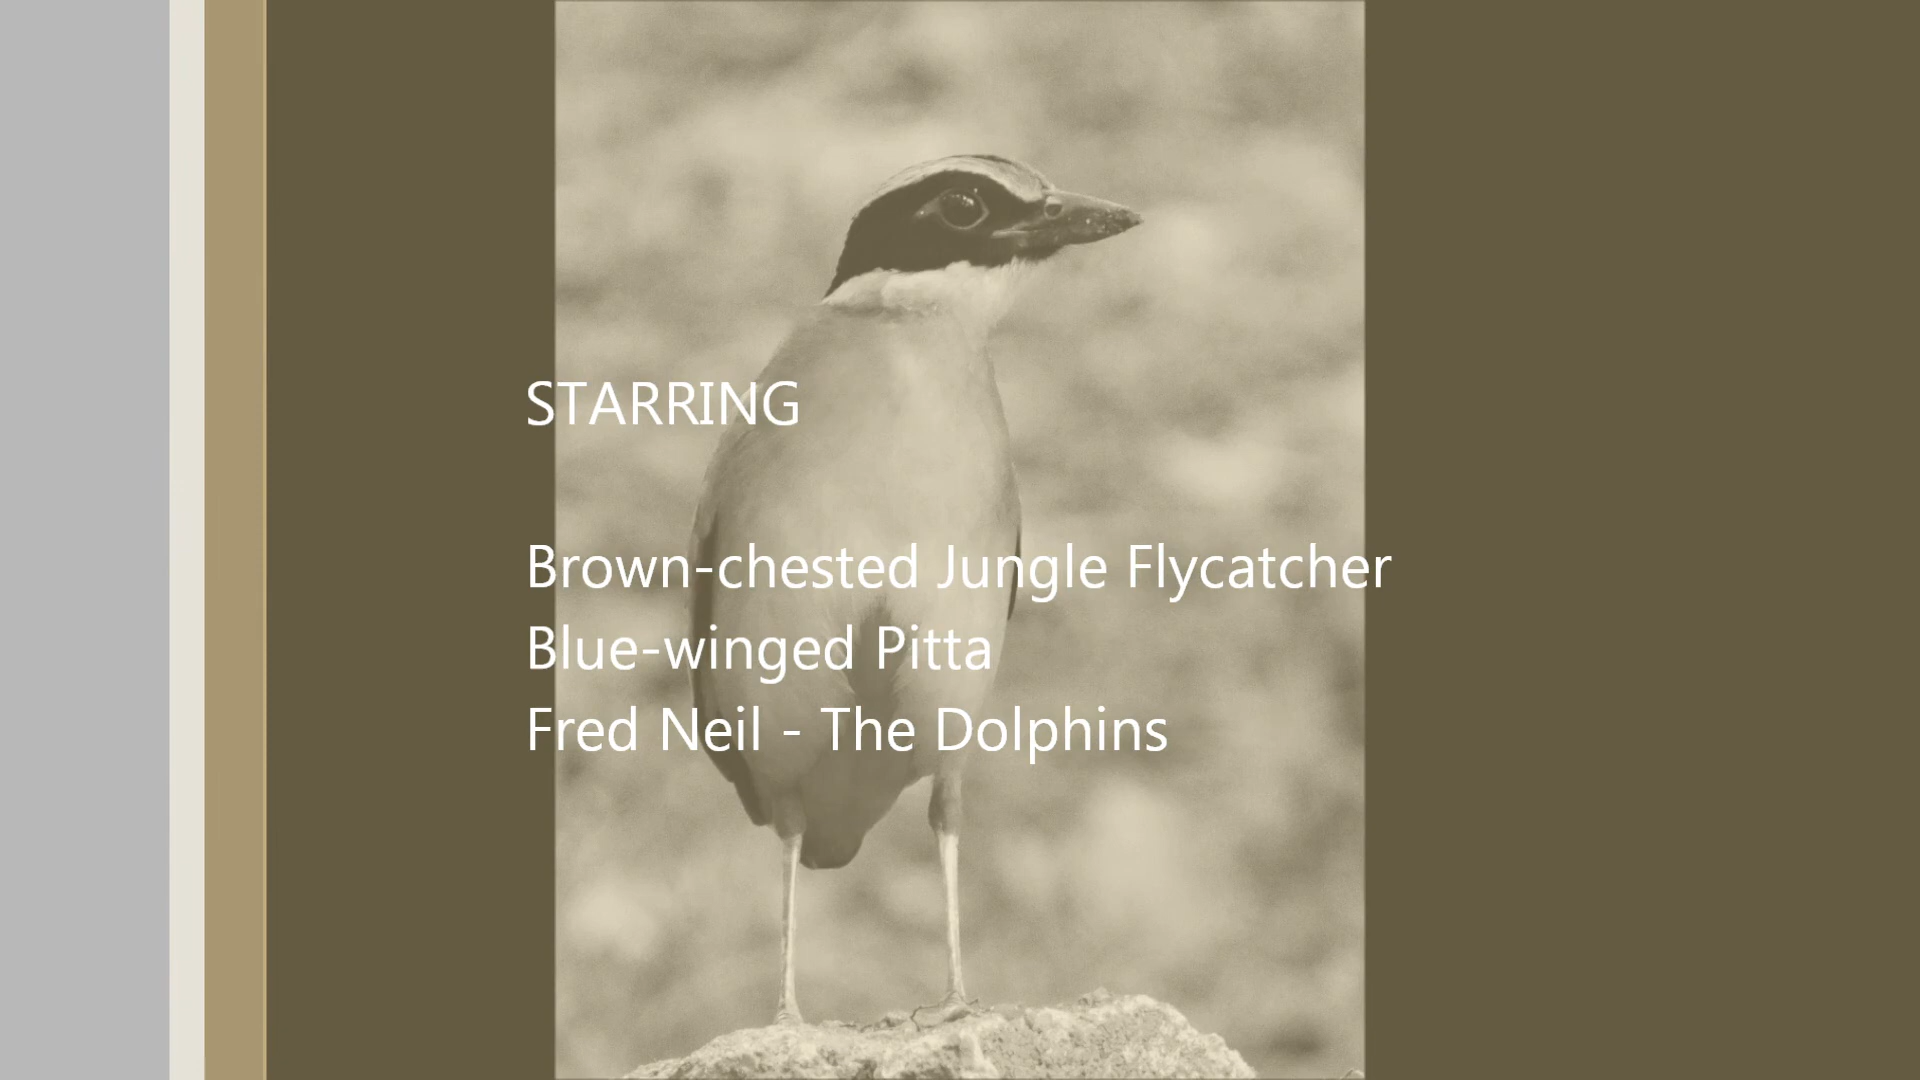 STARRING
Brown-chested Jungle Flycatcher
Blue-winged Pitta
Fred Neil - The Dolphins